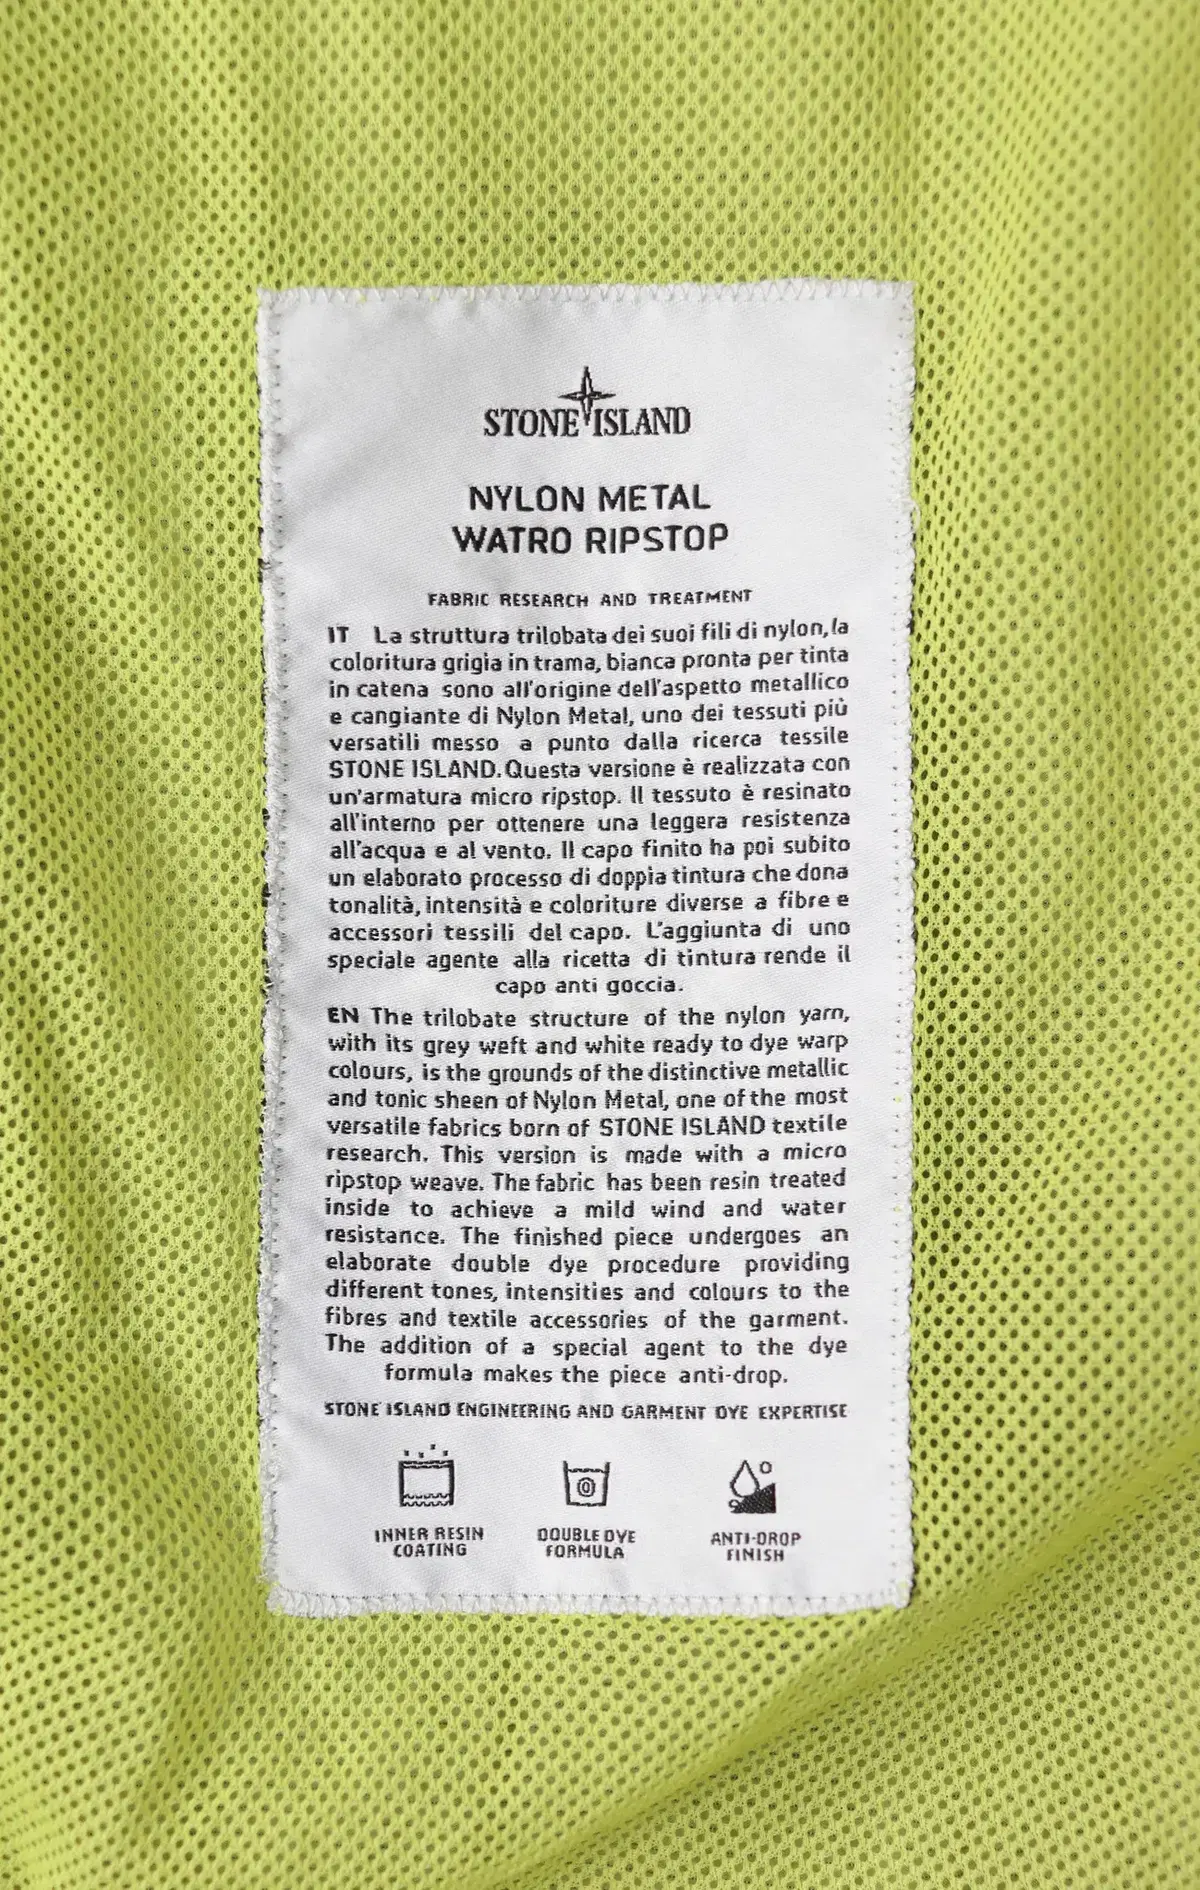 STONE ISLAND
NYLON METAL
WATRO RIPSTOP
FABRIC RESEARCH AND TREATMENT
IT La struttura trilobata dei suoi fili di nylon, la
coloritura grigia in trama, bianca pronta per tinta
in catena sono all'origine dell'aspetto metallico
e cangiante di Nylon Metal, uno dei tessuti più
versatili messo a punto dalla ricerca tessile
STONE ISLAND. Questa versione è realizzata con
un'armatura micro ripstop. Il tessuto è resinato
all'interno per ottenere una leggera resistenza
all'acqua e al vento. Il capo finito ha poi subito
un elaborato processo di doppia tintura che dona
tonalità, intensità e coloriture diverse a fibre e
accessori tessili del capo. L'aggiunta di uno
speciale agente alla ricetta di tintura rende il
capo anti goccia.
EN The trilobate structure of the nylon yarn,
with its grey weft and white ready to dye warp
colours, is the grounds of the distinctive metallic
and tonic sheen of Nylon Metal, one of the most
versatile fabrics born of STONE ISLAND textile
research. This version is made with a micro
ripstop weave. The fabric has been resin treated
inside to achieve a mild wind and water
resistance. The finished piece undergoes an
elaborate double dye procedure providing
different tones, intensities and colours to the
fibres and textile accessories of the garment.
The addition of a special agent to the dye
formula makes the piece anti-drop.
STONE ISLAND ENGINEERING AND GARMENT DYE EXPERTISE
INNER RESIN
COATING
DOUBLE DYE
FORMULA
ANTI-DROP
FINISH